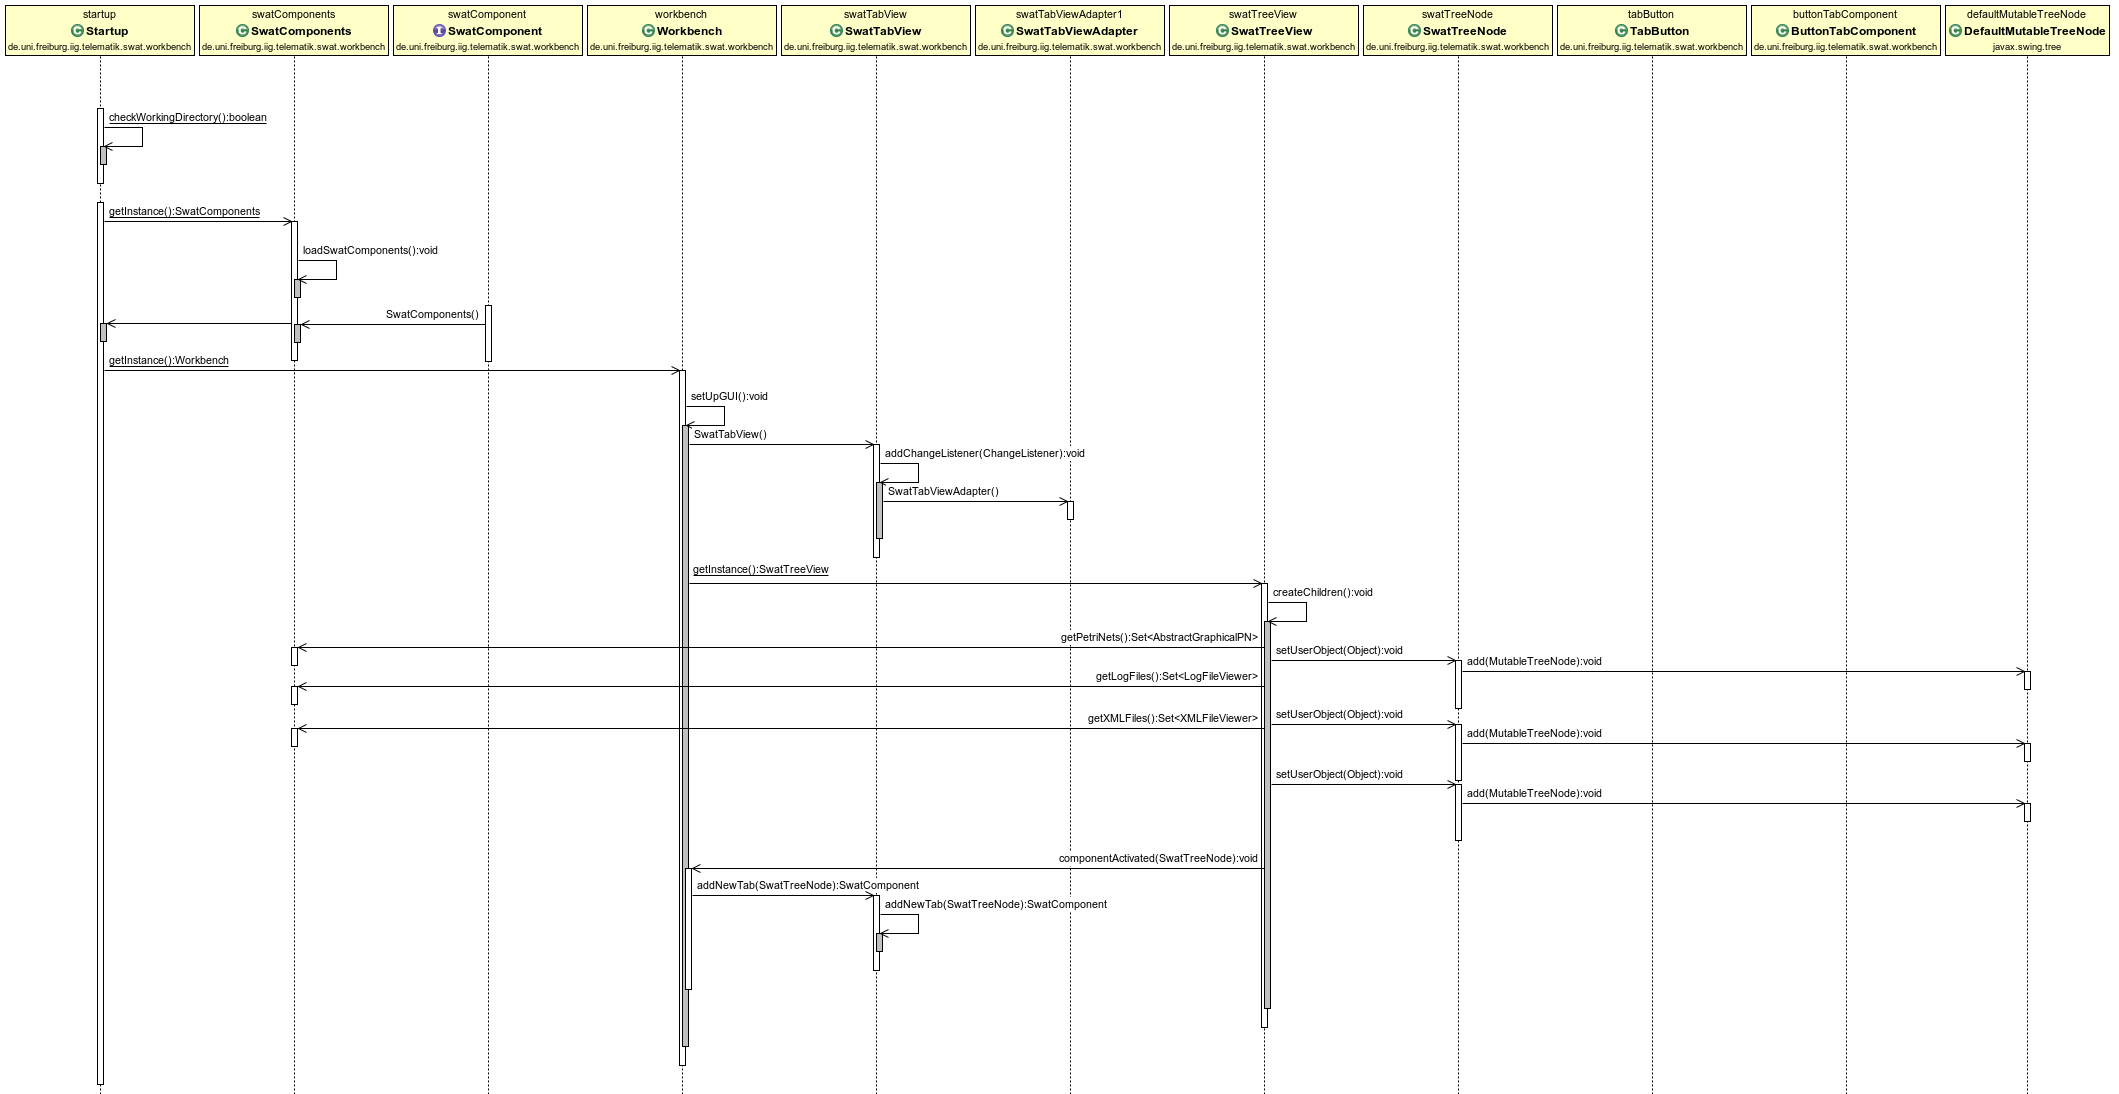 startup
C Startup
de.uni.freiburg.iig.telematik.swat.workbench
swatComponents
C SwatComponents
de.uni.freiburg.iig.telematik.swat.workbench
swatComponent
I SwatComponent
de.uni.freiburg.iig.telematik.swat.workbench
workbench
C Workbench
de.uni.freiburg.iig.telematik.swat.workbench
swatTabView
C SwatTabView
de.uni.freiburg.iig.telematik.swat.workbench
swatTabViewAdapter1
C SwatTabViewAdapter
de.uni.freiburg.iig.telematik.swat.workbench
swatTreeView
C SwatTreeView
de.uni.freiburg.iig.telematik.swat.workbench
swatTreeNode
C SwatTreeNode
de.uni.freiburg.iig.telematik.swat.workbench
tabButton
C TabButton
de.uni.freiburg.iig.telematik.swat.workbench
buttonTabComponent
C ButtonTabComponent
de.uni.freiburg.iig.telematik.swat.workbench
defaultMutableTreeNode
C DefaultMutableTreeNode
javax.swing.tree
checkWorkingDirectory():boolean
getInstance():SwatComponents
loadSwatComponents():void
SwatComponents()
getInstance():Workbench
setUpGUI():void
SwatTabView()
addChangeListener(ChangeListener):void
SwatTabViewAdapter()
getInstance():SwatTreeView
createChildren():void
getPetriNets():Set<AbstractGraphicalPN>
setUserObject(Object):void
add(MutableTreeNode):void
getLogFiles():Set<LogFileViewer>
getXMLFiles():Set<XMLFileViewer>
setUserObject(Object):void
add(MutableTreeNode):void
setUserObject(Object):void
add(MutableTreeNode):void
componentActivated(SwatTreeNode):void
addNewTab(SwatTreeNode):SwatComponent
addNewTab(SwatTreeNode):SwatComponent